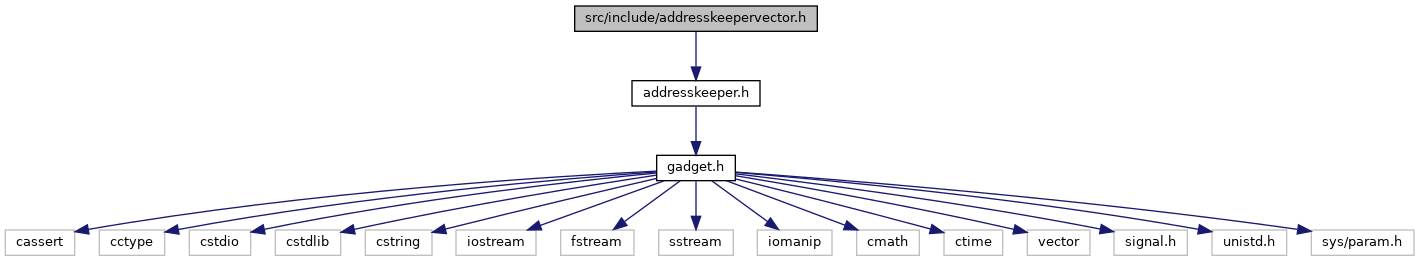 src/include/addresskeepervector.h
addresskeeper.h
gadget.h
cassert
cctype
cstdio
cstdlib
cstring
iostream
fstream
sstream
iomanip
cmath
ctime
vector
signal.h
unistd.h
sys/param.h